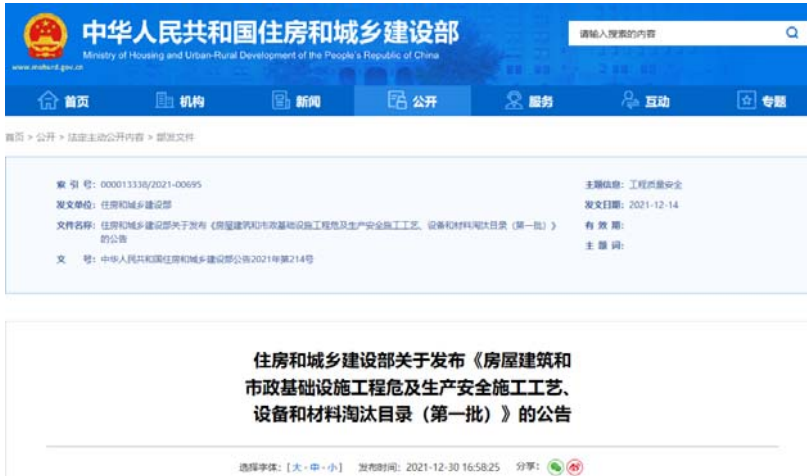 中华人民共和国住房和城乡建设部
Ministry of Housing and Urban-Rural Development of the People's Republic of China
www.mohurd.gov.cn
请输入搜索的内容
首页 机构 新闻 公开 服务 互动 专题
首页 > 公开 > 法定主动公开内容 > 部发文件
索 引 号: 000013338/2021-00695
主题信息: 工程质量安全
发文单位: 住房和城乡建设部
发文日期: 2021-12-14
文件名称: 住房和城乡建设部关于发布《房屋建筑和市政基础设施工程危及生产安全施工工艺、设备和材料淘汰目录(第一批)》
的公告
有 效 期:
文 号: 中华人民共和国住房和城乡建设部公告2021年第214号
主 题 词:
住房和城乡建设部关于发布《房屋建筑和
市政基础设施工程危及生产安全施工工艺、
设备和材料淘汰目录(第一批)》的公告
选择字体: [大 - 中 - 小] 发布时间: 2021-12-30 16:58:25 分享: